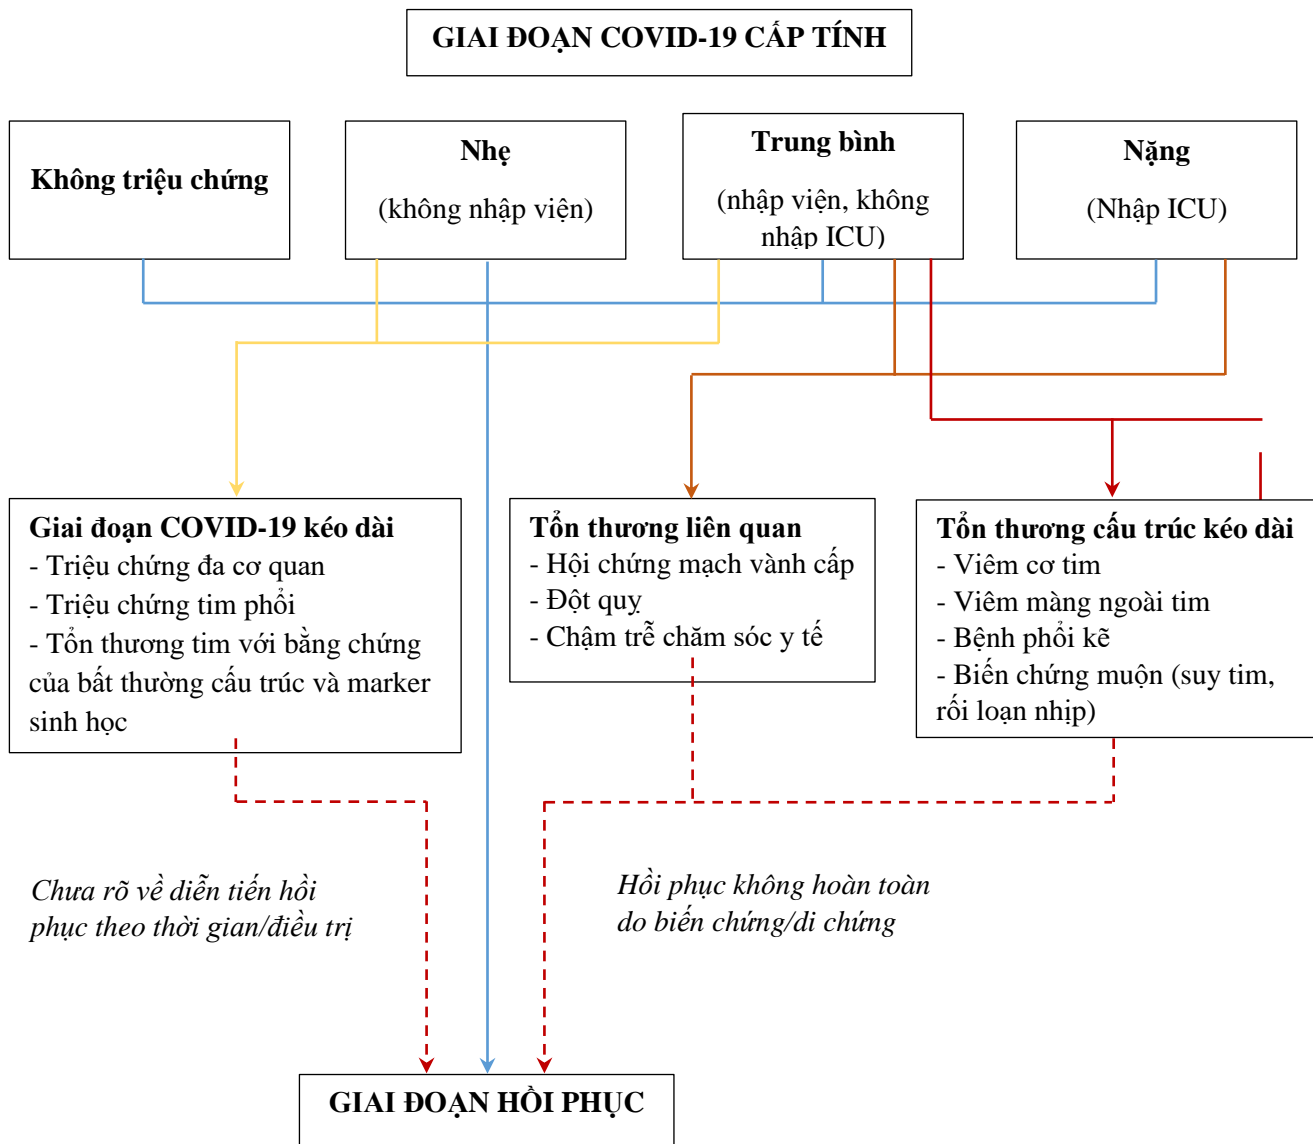 GIAI ĐOẠN COVID-19 CẤP TÍNH
Không triệu chứng
Nhẹ
(không nhập viện)
Trung bình
(nhập viện, không
nhập ICU)
Nặng
(Nhập ICU)
Giai đoạn COVID-19 kéo dài
- Triệu chứng đa cơ quan
- Triệu chứng tim phổi
- Tổn thương tim với bằng chứng
của bất thường cấu trúc và marker
sinh học
Tổn thương liên quan
- Hội chứng mạch vành cấp
- Đột quỵ
- Chậm trễ chăm sóc y tế
Tổn thương cấu trúc kéo dài
- Viêm cơ tim
- Viêm màng ngoài tim
- Bệnh phổi kẽ
- Biến chứng muộn (suy tim,
rối loạn nhịp)
Chưa rõ về diễn tiến hồi
phục theo thời gian/điều trị
Hồi phục không hoàn toàn
do biến chứng/di chứng
GIAI ĐOẠN HỒI PHỤC